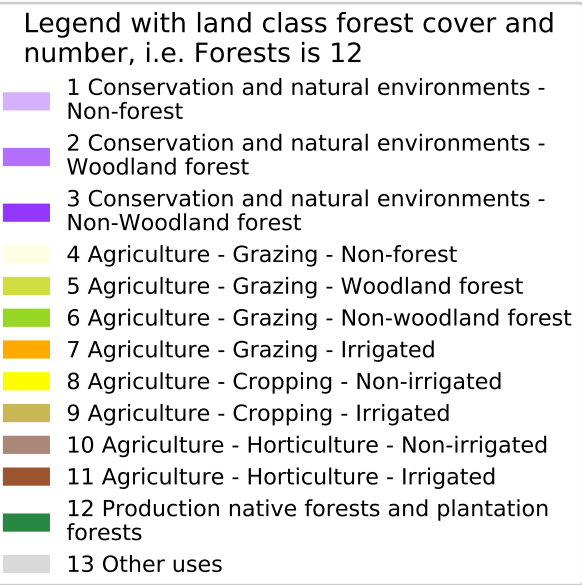 Legend with land class forest cover and
number, i.e. Forests is 12
1 Conservation and natural environments -
Non-forest
2 Conservation and natural environments -
Woodland forest
3 Conservation and natural environments -
Non-Woodland forest
4 Agriculture - Grazing - Non-forest
5 Agriculture - Grazing - Woodland forest
6 Agriculture - Grazing - Non-woodland forest
7 Agriculture - Grazing - Irrigated
8 Agriculture - Cropping - Non-irrigated
9 Agriculture - Cropping - Irrigated
10 Agriculture - Horticulture - Non-irrigated
11 Agriculture - Horticulture - Irrigated
12 Production native forests and plantation
forests
13 Other uses